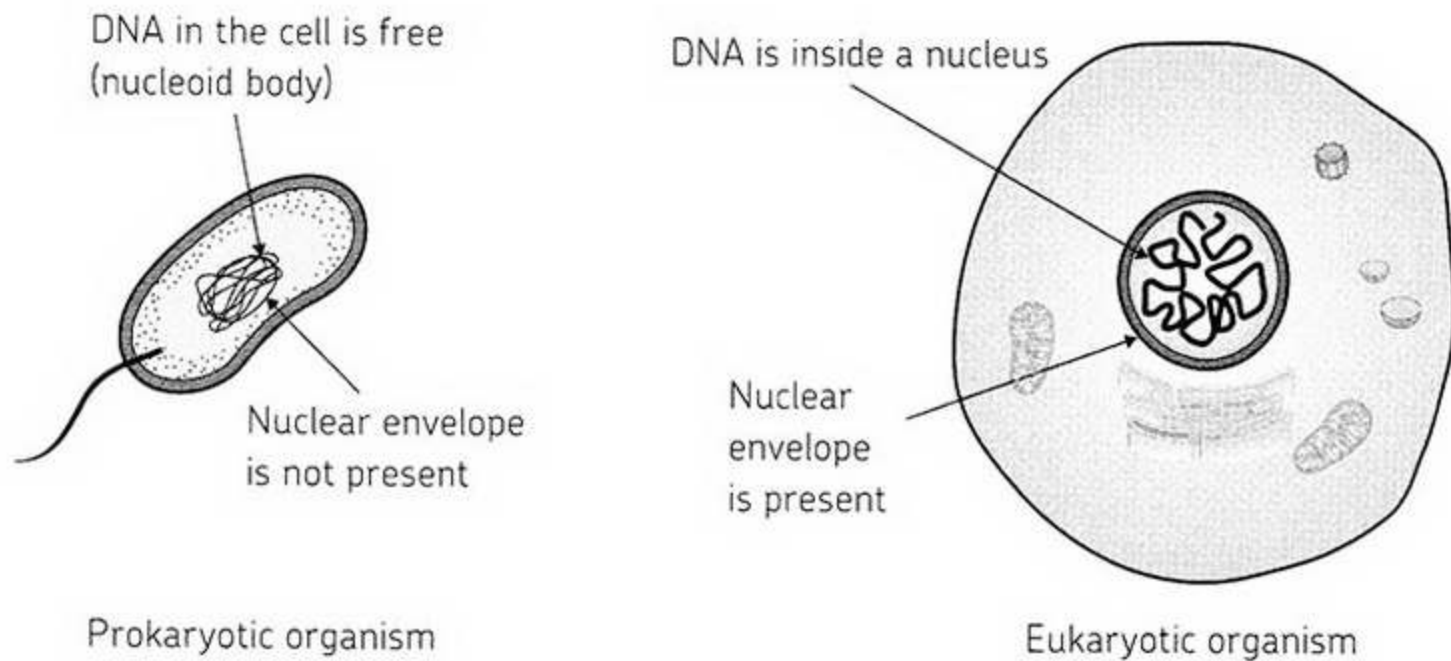 DNA in the cell is free
(nucleoid body)
Nuclear envelope
is not present
Prokaryotic organism
DNA is inside a nucleus
Nuclear
envelope
is present
Eukaryotic organism